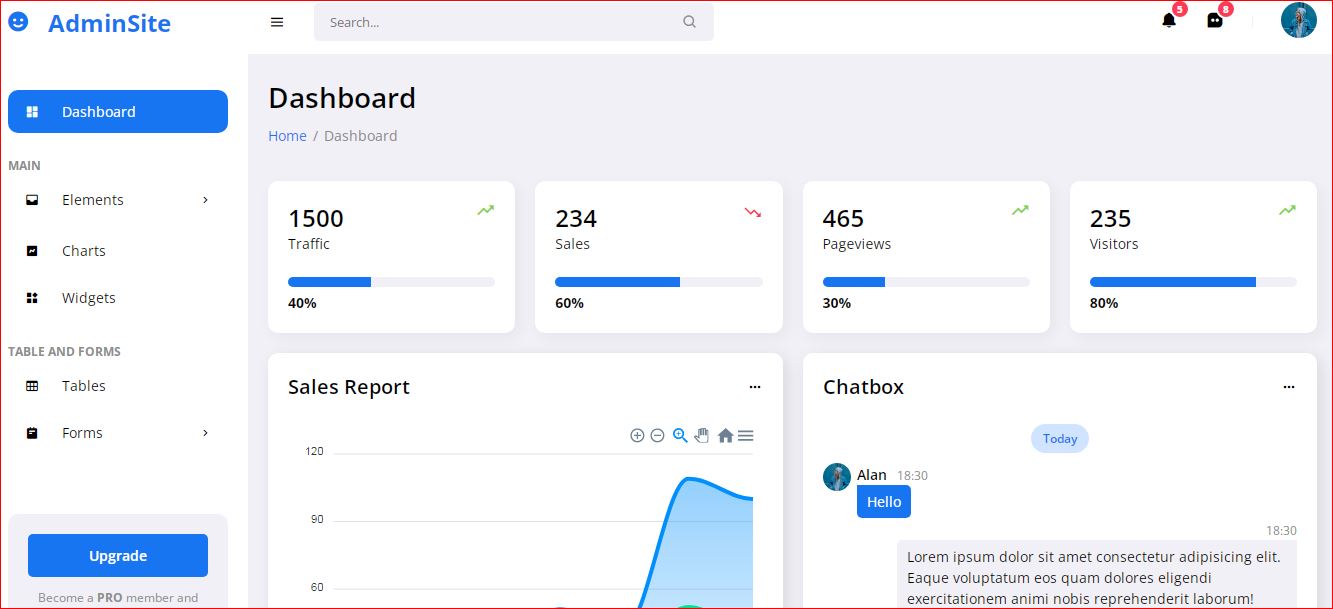 AdminSite
Search...
5
8
Dashboard
MAIN
Elements
Charts
Widgets
TABLE AND FORMS
Tables
Forms
Upgrade
Become a PRO member and
Dashboard
Home / Dashboard
1500
Traffic
40%
234
Sales
60%
465
Pageviews
30%
235
Visitors
80%
Sales Report
120
90
60
Chatbox
Today
Alan 18:30
Hello
18:30
Lorem ipsum dolor sit amet consectetur adipisicing elit.
Eaque voluptatum eos quam dolores eligendi
exercitationem animi nobis reprehenderit laborum!